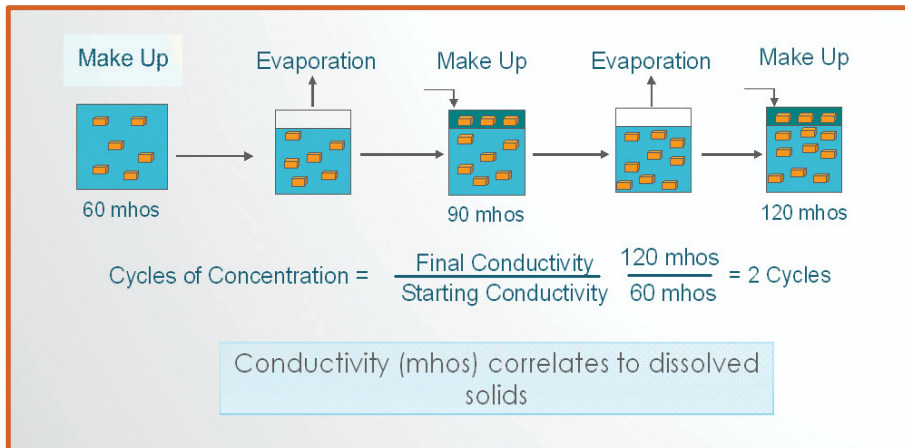 Make Up
Evaporation
Make Up
Evaporation
Make Up
60 mhos
90 mhos
120 mhos
Cycles of Concentration = Final Conductivity 120 mhos = 2 Cycles
Starting Conductivity 60 mhos
Conductivity (mhos) correlates to dissolved
solids